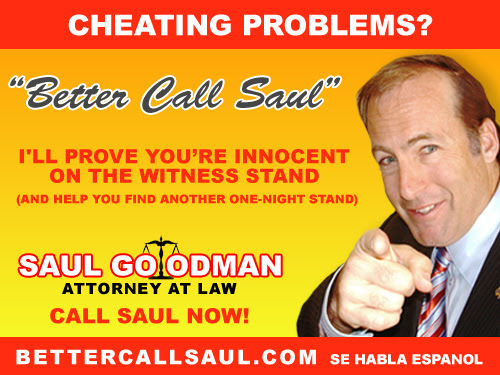 CHEATING PROBLEMS?
“Better Call Saul”
I'LL PROVE YOU’RE INNOCENT
ON THE WITNESS STAND
(AND HELP YOU FIND ANOTHER ONE-NIGHT STAND)
SAUL GOODMAN
ATTORNEY AT LAW
CALL SAUL NOW!
BETTERCALLSAUL.COM SE HABLA ESPANOL